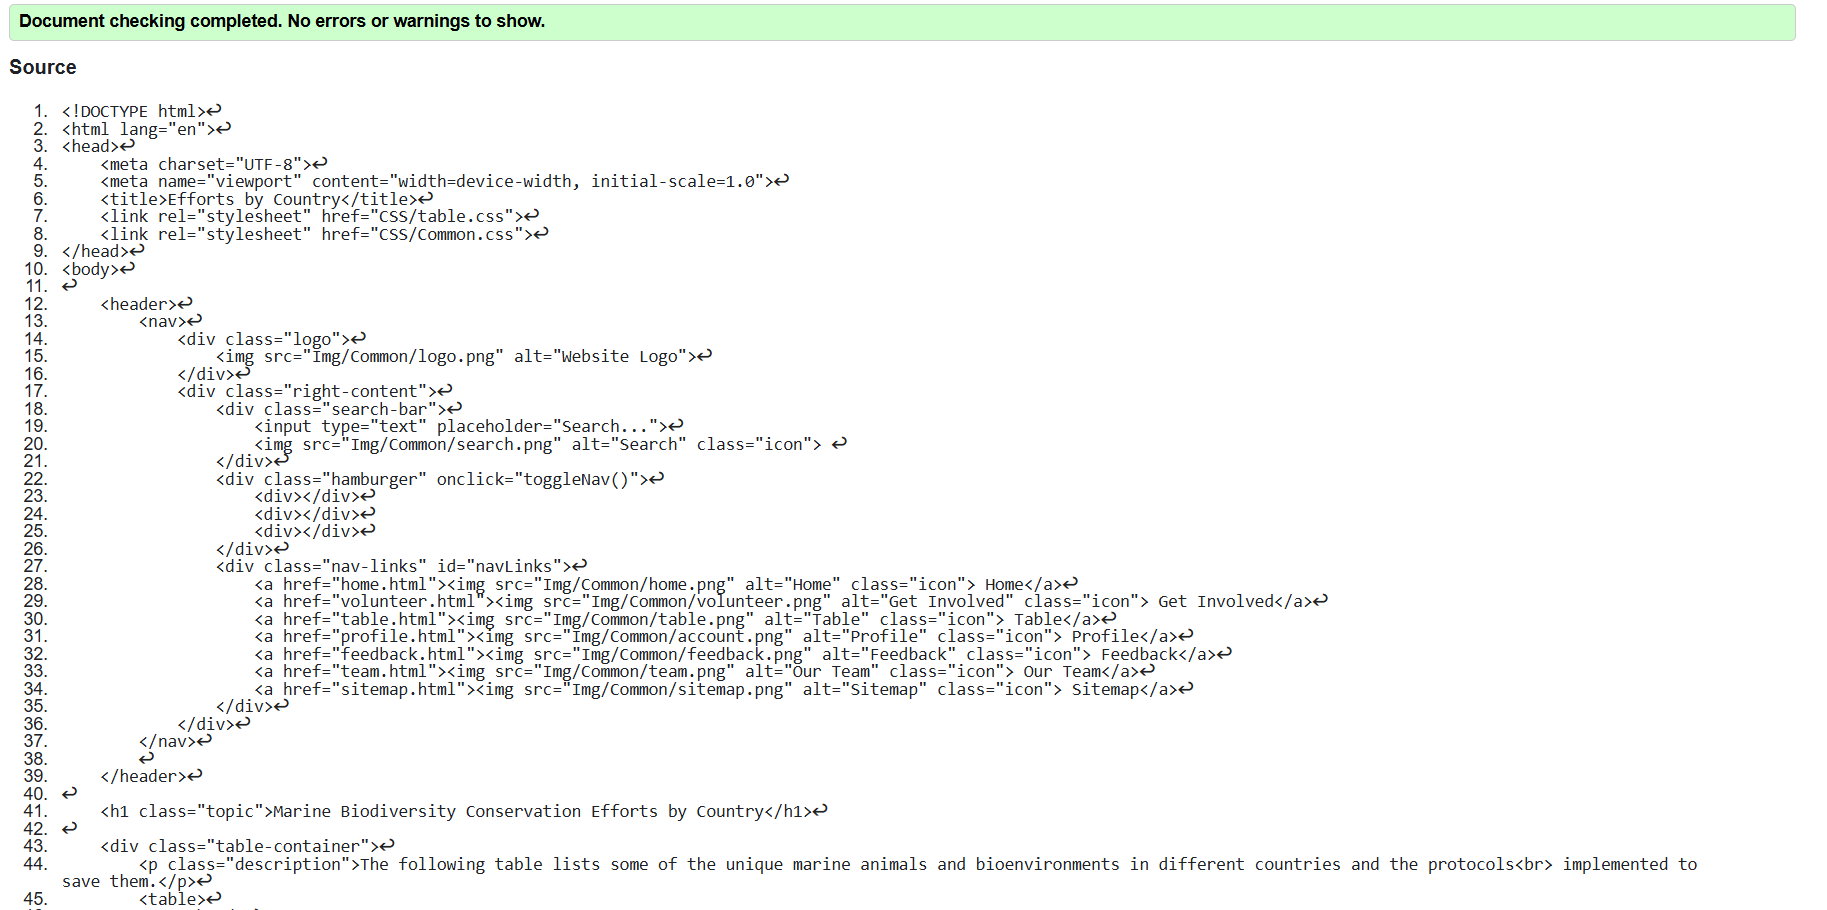 Document checking completed. No errors or warnings to show.
Source
1. <!DOCTYPE html>↩
2. <html lang="en">↩
3. <head>↩
4.     <meta charset="UTF-8">↩
5.     <meta name="viewport" content="width=device-width, initial-scale=1.0">↩
6.     <title>Efforts by Country</title>↩
7.     <link rel="stylesheet" href="CSS/table.css">↩
8.     <link rel="stylesheet" href="CSS/Common.css">↩
9. </head>↩
10. <body>↩
11. ↩
12.     <header>↩
13.         <nav>↩
14.             <div class="logo">↩
15.                 <img src="Img/Common/logo.png" alt="Website Logo">↩
16.             </div>↩
17.             <div class="right-content">↩
18.                 <div class="search-bar">↩
19.                     <input type="text" placeholder="Search...">↩
20.                     <img src="Img/Common/search.png" alt="Search" class="icon"> ↩
21.                 </div>↩
22.                 <div class="hamburger" onclick="toggleNav()">↩
23.                     <div></div>↩
24.                     <div></div>↩
25.                     <div></div>↩
26.                 </div>↩
27.                 <div class="nav-links" id="navLinks">↩
28.                     <a href="home.html"><img src="Img/Common/home.png" alt="Home" class="icon"> Home</a>↩
29.                     <a href="volunteer.html"><img src="Img/Common/volunteer.png" alt="Get Involved" class="icon"> Get Involved</a>↩
30.                     <a href="table.html"><img src="Img/Common/table.png" alt="Table" class="icon"> Table</a>↩
31.                     <a href="profile.html"><img src="Img/Common/account.png" alt="Profile" class="icon"> Profile</a>↩
32.                     <a href="feedback.html"><img src="Img/Common/feedback.png" alt="Feedback" class="icon"> Feedback</a>↩
33.                     <a href="team.html"><img src="Img/Common/team.png" alt="Our Team" class="icon"> Our Team</a>↩
34.                     <a href="sitemap.html"><img src="Img/Common/sitemap.png" alt="Sitemap" class="icon"> Sitemap</a>↩
35.                 </div>↩
36.             </div>↩
37.         </nav>↩
38.         ↩
39.     </header>↩
40. ↩
41.     <h1 class="topic">Marine Biodiversity Conservation Efforts by Country</h1>↩
42. ↩
43.     <div class="table-container">↩
44.         <p class="description">The following table lists some of the unique marine animals and bioenvironments in different countries and the protocols<br> implemented to
save them.</p>↩
45.         <table>↩